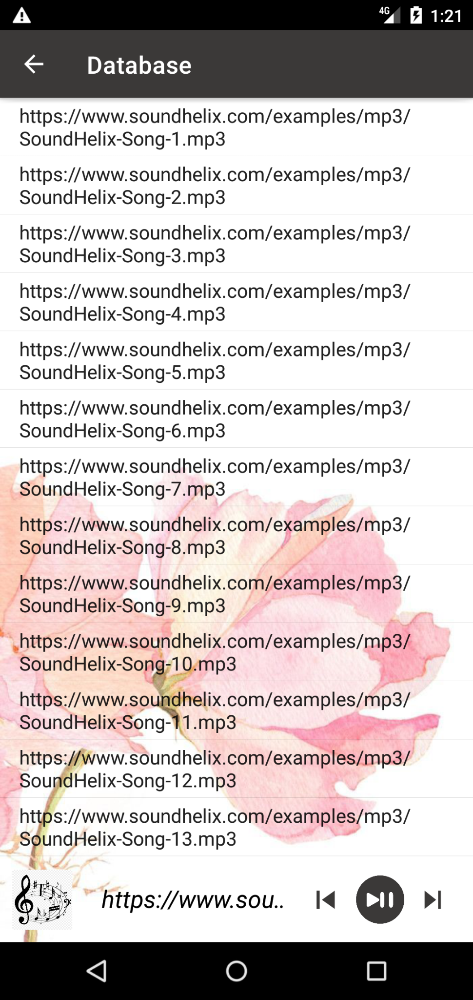 4G 1:21
Database
https://www.soundhelix.com/examples/mp3/
SoundHelix-Song-1.mp3
https://www.soundhelix.com/examples/mp3/
SoundHelix-Song-2.mp3
https://www.soundhelix.com/examples/mp3/
SoundHelix-Song-3.mp3
https://www.soundhelix.com/examples/mp3/
SoundHelix-Song-4.mp3
https://www.soundhelix.com/examples/mp3/
SoundHelix-Song-5.mp3
https://www.soundhelix.com/examples/mp3/
SoundHelix-Song-6.mp3
https://www.soundhelix.com/examples/mp3/
SoundHelix-Song-7.mp3
https://www.soundhelix.com/examples/mp3/
SoundHelix-Song-8.mp3
https://www.soundhelix.com/examples/mp3/
SoundHelix-Song-9.mp3
https://www.soundhelix.com/examples/mp3/
SoundHelix-Song-10.mp3
https://www.soundhelix.com/examples/mp3/
SoundHelix-Song-11.mp3
https://www.soundhelix.com/examples/mp3/
SoundHelix-Song-12.mp3
https://www.soundhelix.com/examples/mp3/
SoundHelix-Song-13.mp3
https://www.sou..